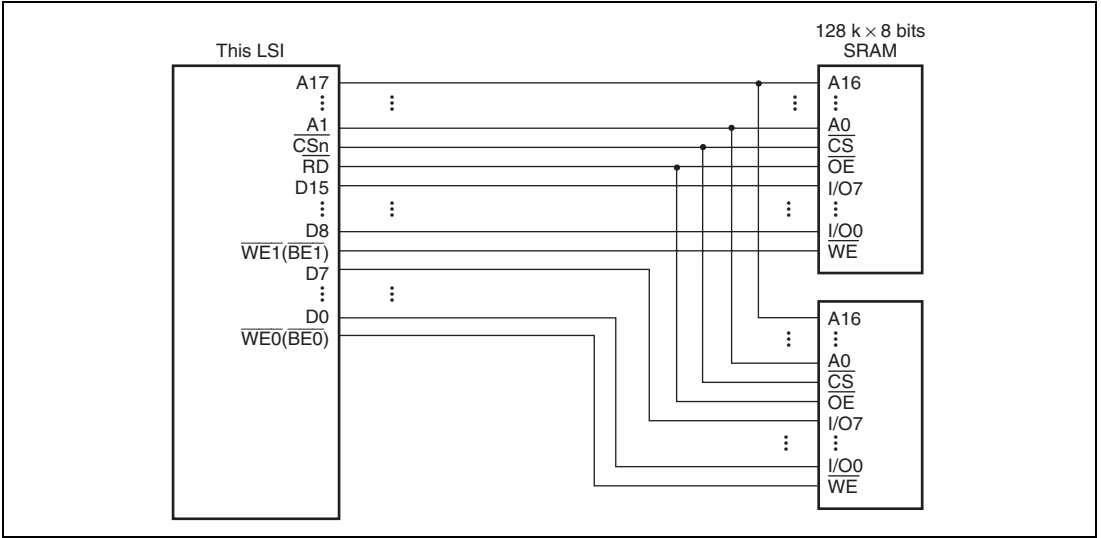 This LSI
A17
A1
CSn
RD
D15
D8
WE1(BE1)
D7
D0
WE0(BE0)
128 k × 8 bits
SRAM
A16
A0
CS
OE
I/O7
I/O0
WE
A16
A0
CS
OE
I/O7
I/O0
WE